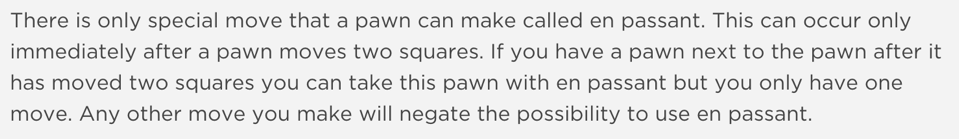 There is only special move that a pawn can make called en passant. This can occur only
immediately after a pawn moves two squares. If you have a pawn next to the pawn after it
has moved two squares you can take this pawn with en passant but you only have one
move. Any other move you make will negate the possibility to use en passant.